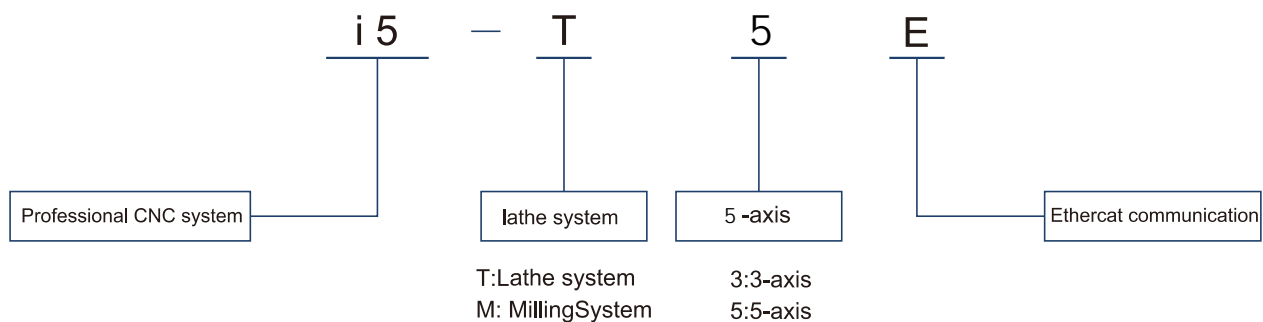 i 5 — T 5 E
Professional CNC system
lathe system
5 -axis
Ethercat communication
T:Lathe system
3:3-axis
M: MillingSystem
5:5-axis